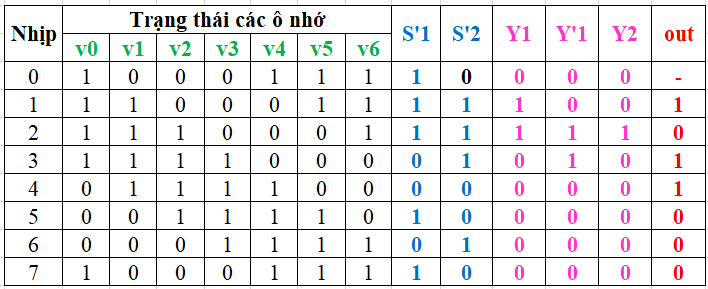 Nhịp Trạng thái các ô nhớ S'1 S'2 Y1 Y'1 Y2 out
v0 v1 v2 v3 v4 v5 v6
0 1 0 0 0 1 1 1 1 0 0 0 0 -
1 1 1 0 0 0 1 1 1 1 1 0 0 1
2 1 1 1 0 0 0 1 1 1 1 1 1 0
3 1 1 1 1 0 0 0 0 1 0 1 0 1
4 0 1 1 1 1 0 0 0 0 0 0 0 1
5 0 0 1 1 1 1 0 1 0 0 0 0 0
6 0 0 0 1 1 1 1 0 1 0 0 0 0
7 1 0 0 0 1 1 1 1 0 0 0 0 0